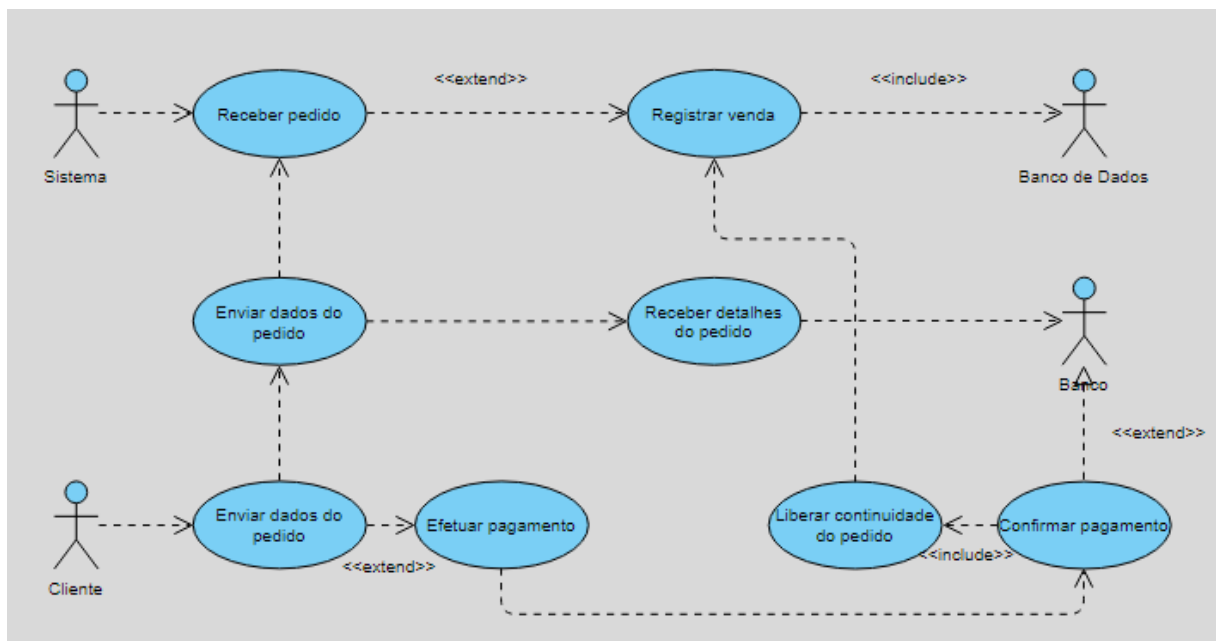 <<extend>>
<<include>>
Receber pedido
Registrar venda
Sistema
Banco de Dados
Enviar dados do
pedido
Receber detalhes
do pedido
Banco
<<extend>>
Enviar dados do
pedido
Efetuar pagamento
Liberar continuidade
do pedido
Confirmar pagamento
<<extend>>
<<include>>
Cliente